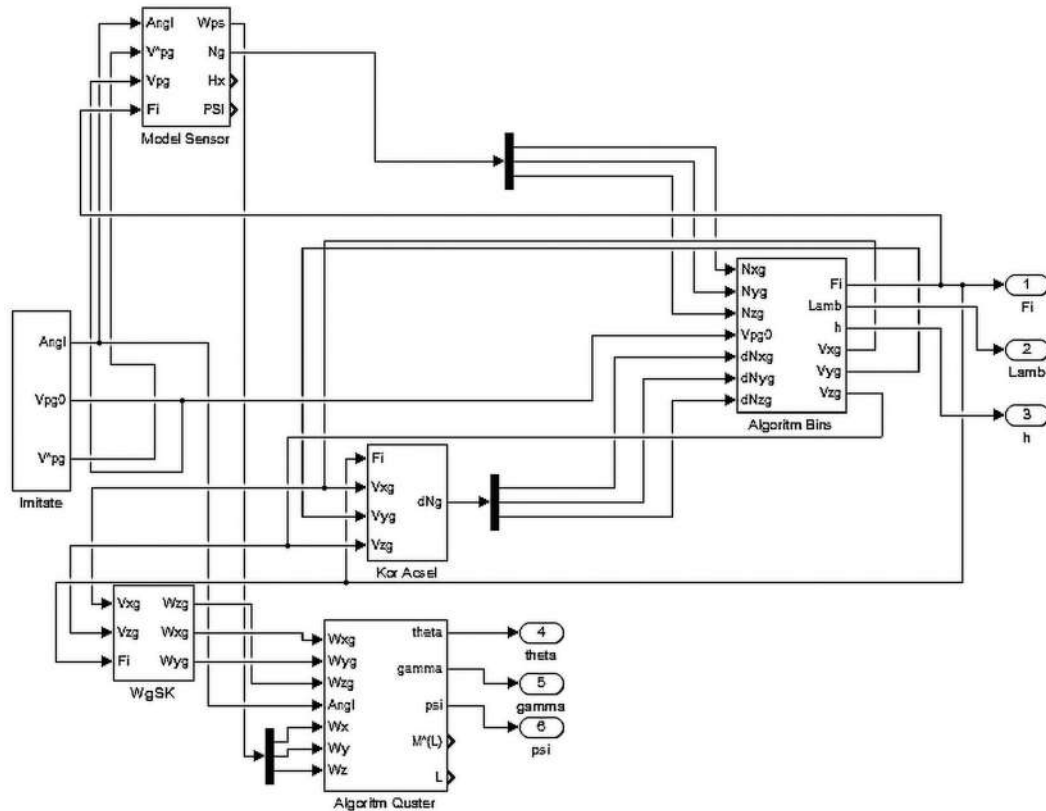 Angl Wps
V^pg Ng
Vpg Hx
Fi PSI
Model Sensor
Nxg
Nyg
Nzg
Vpg0
dNxg
dNyg
dNzg
Fi
Lamb
h
Vxg
Vyg
Vzg
Algoritm Bins
1
Fi
2
Lamb
3
h
Angl
Vpg0
V^pg
Imitate
Fi
Vxg
Vyg
Vzg
dNg
Kor Acsel
Vxg Wzg
Vzg Wxg
Fi Wyg
WgSK
Wxg
Wyg
Wzg
Angl
Wx
Wy
Wz
theta
gamma
psi
M^{L}
L
Algoritm Quster
4
theta
5
gamma
6
psi